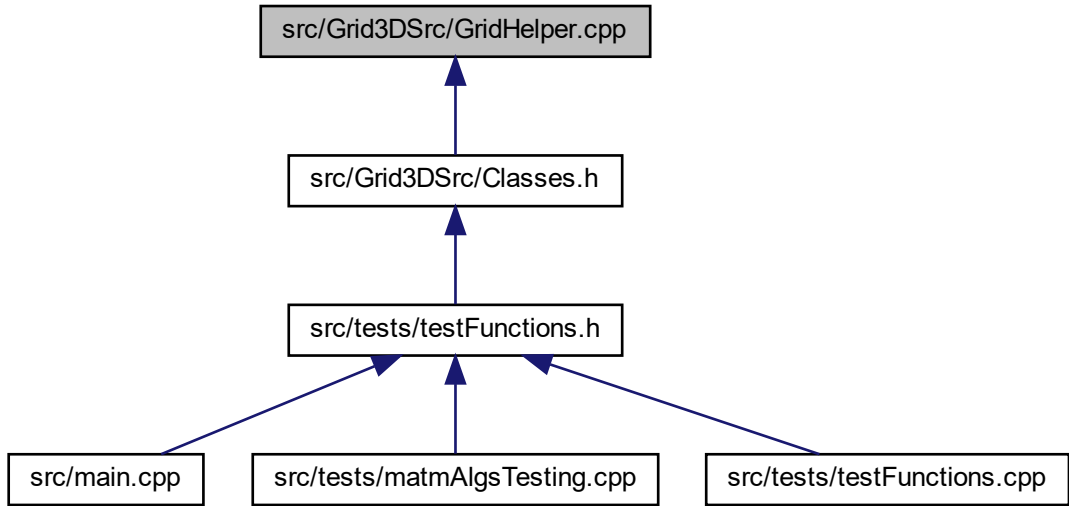 src/Grid3DSrc/GridHelper.cpp
src/Grid3DSrc/Classes.h
src/tests/testFunctions.h
src/main.cpp
src/tests/matmAlgsTesting.cpp
src/tests/testFunctions.cpp